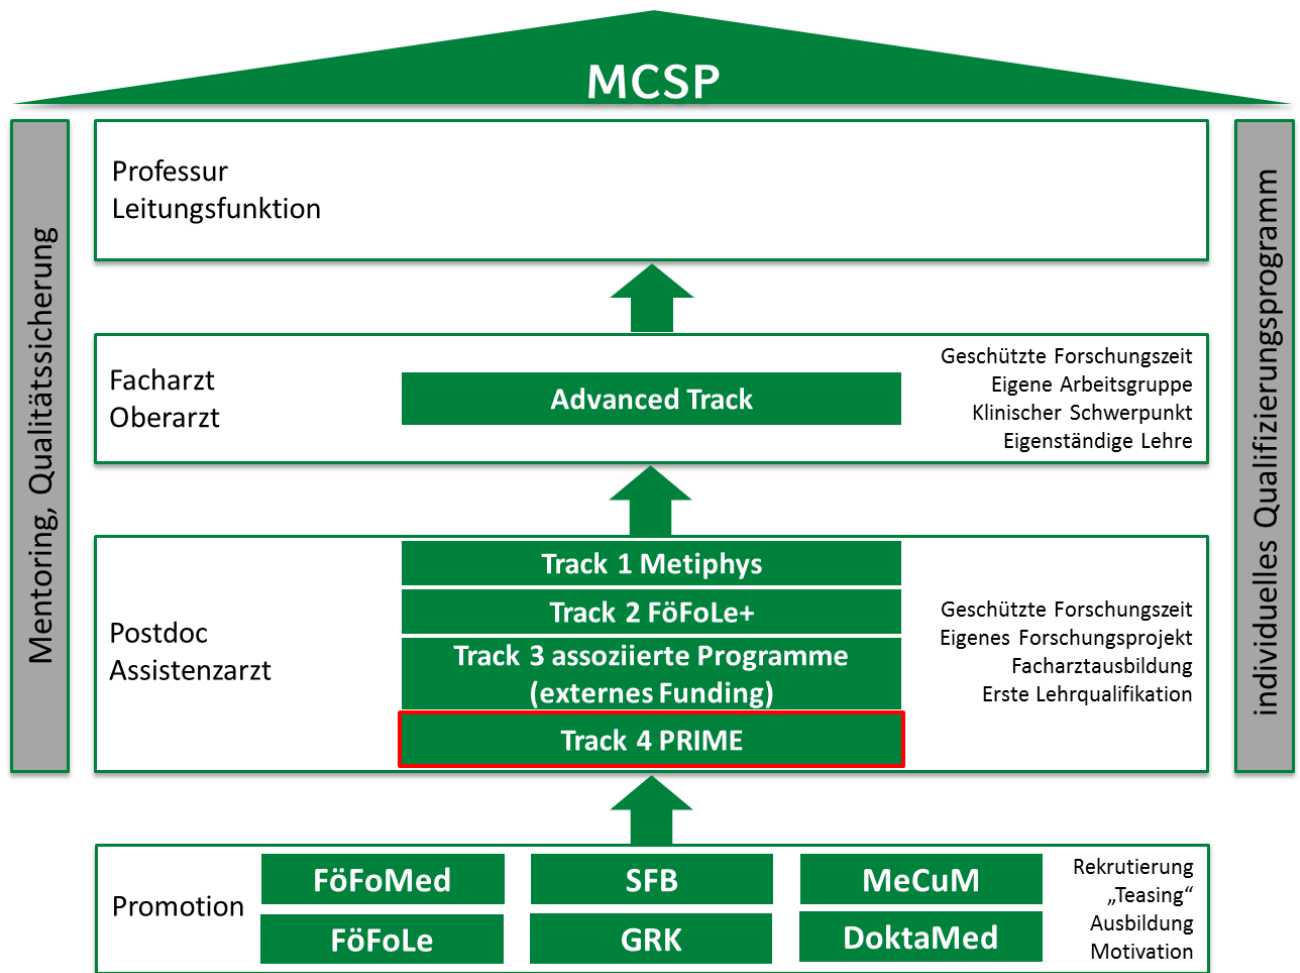 MCSP
Mentoring, Qualitätssicherung
individuelles Qualifizierungsprogramm
Professur
Leitungsfunktion
Facharzt
Oberarzt
Advanced Track
Geschützte Forschungszeit
Eigene Arbeitsgruppe
Klinischer Schwerpunkt
Eigenständige Lehre
Postdoc
Assistenzarzt
Track 1 Metiphys
Track 2 FöFoLe+
Track 3 assoziierte Programme
(externes Funding)
Track 4 PRIME
Geschützte Forschungszeit
Eigenes Forschungsprojekt
Facharztausbildung
Erste Lehrqualifikation
Promotion
FöFoMed
SFB
MeCuM
FöFoLe
GRK
DoktaMed
Rekrutierung
„Teasing“
Ausbildung
Motivation